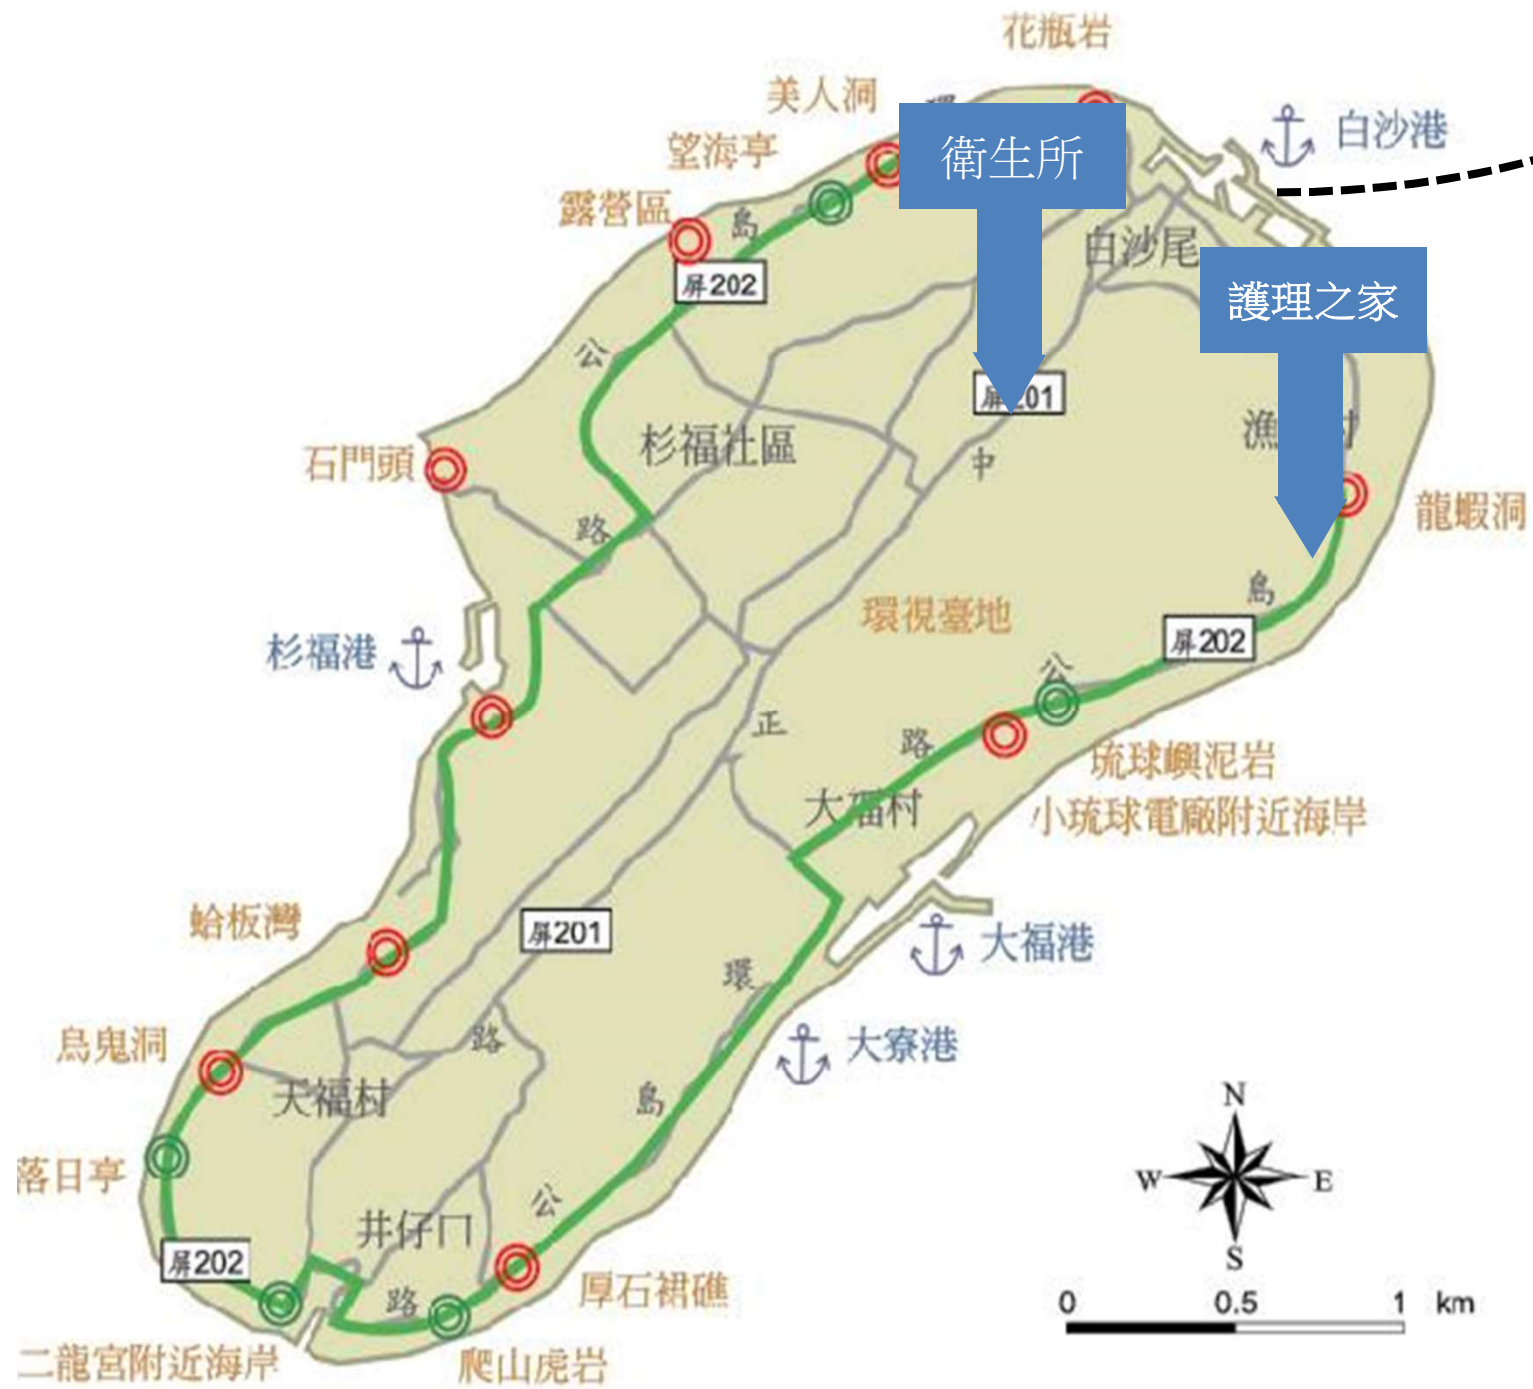 花瓶岩
美人洞
環
白沙港
望海亭
衛生所
露營區
島
白沙尾
屏202
護理之家
公
屏201
漁 村
杉福社區
石門頭
中
龍蝦洞
路
島
環視臺地
屏202
杉福港
公
正
路
琉球嶼泥岩
大福村
小琉球電廠附近海岸
蛤板灣
屏201
大福港
環
烏鬼洞
路
大寮港
天福村
島
N
落日亭
W
E
公
井仔口
S
屏202
厚石裙礁
路
0 0.5 1 km
二龍宮附近海岸
爬山虎岩